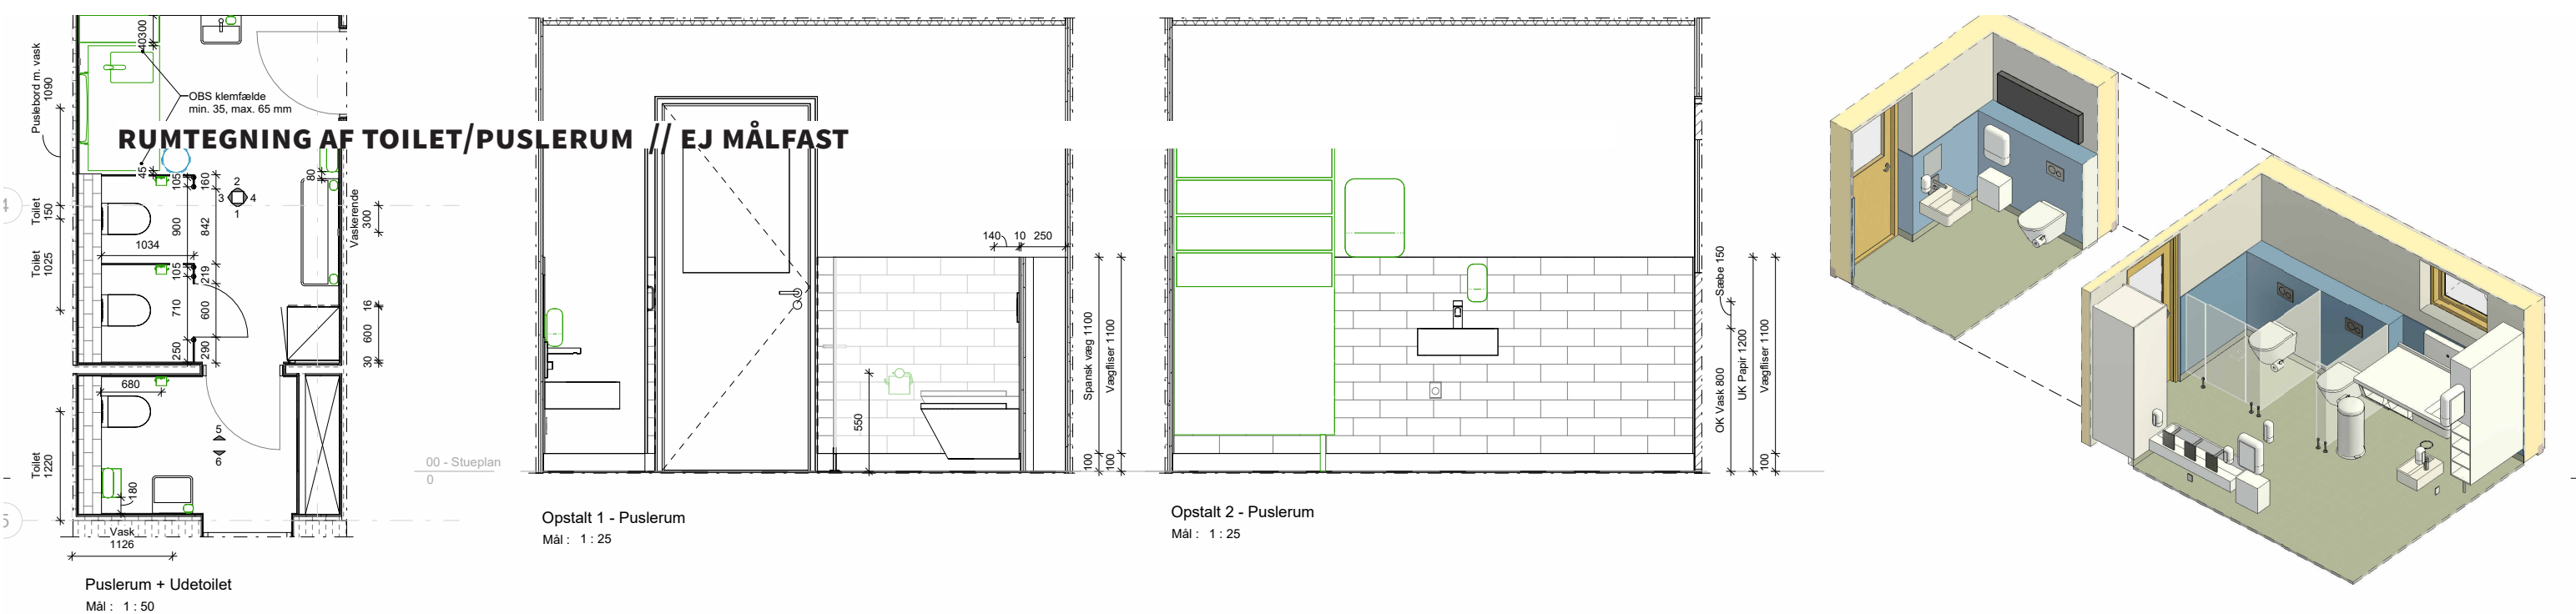 RUMTEGNING AF TOILET/PUSLERUM // EJ MÅLFAST
Puslebord m. vask
1090
40300
OBS klemfælde
min. 35, max. 65 mm
45
105
160
80
2
3
4
1
Toilet
150
900
842
1034
Vaskerende
300
Toilet
1025
105
219
710
600
16
600
250
290
30
680
5
6
Toilet
1220
180
Vask
1126
4
5
Puslerum + Udetoilet
Mål : 1 : 50
00 - Stueplan
0
140
10
250
550
Spansk væg 1100
Vægfliser 1100
100
100
Opstalt 1 - Puslerum
Mål : 1 : 25
Sæbe 150
OK Vask 800
UK Papir 1200
Vægfliser 1100
100
Opstalt 2 - Puslerum
Mål : 1 : 25